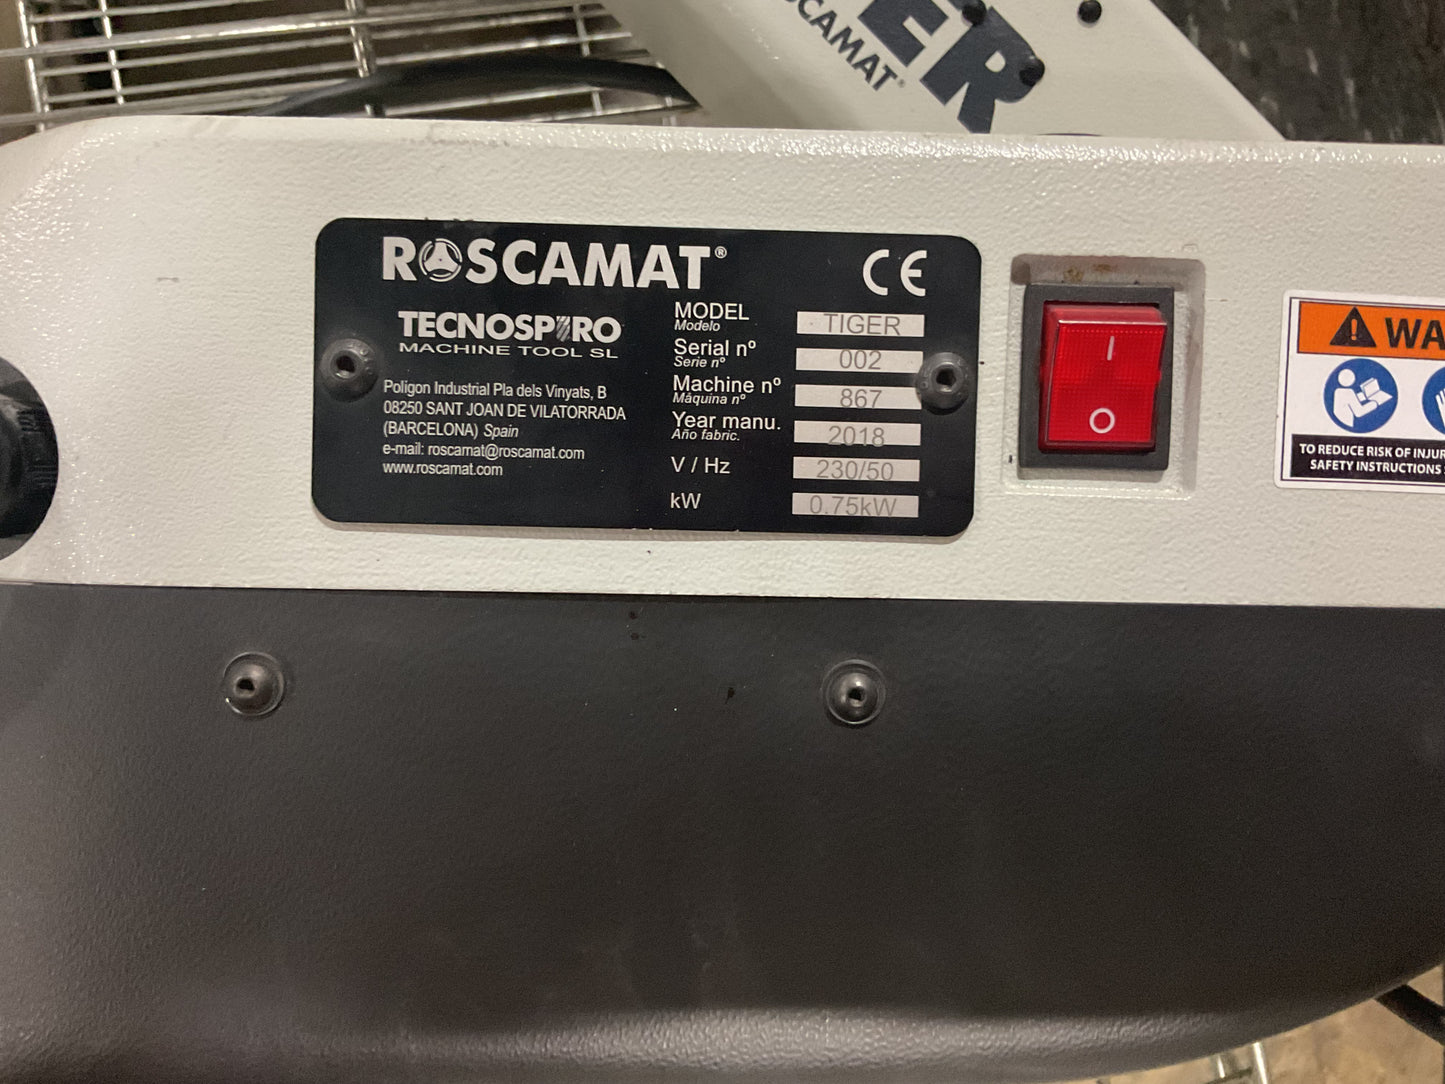 ER
SCAMAT®
ROSCAMAT®
CE
TECNOSPIRO
MACHINE TOOL SL
Poligon Industrial Pla dels Vinyats, B
08250 SANT JOAN DE VILATORRADA
(BARCELONA) Spain
e-mail: roscamat@roscamat.com
www.roscamat.com
MODEL TIGER
Modelo
Serial nº 002
Serie nº
Machine nº 867
Máquina nº
Year manu. 2018
Año fabric.
V / Hz 230/50
kW 0.75kW
I
O
WA
TO REDUCE RISK OF INJUR
SAFETY INSTRUCTIONS